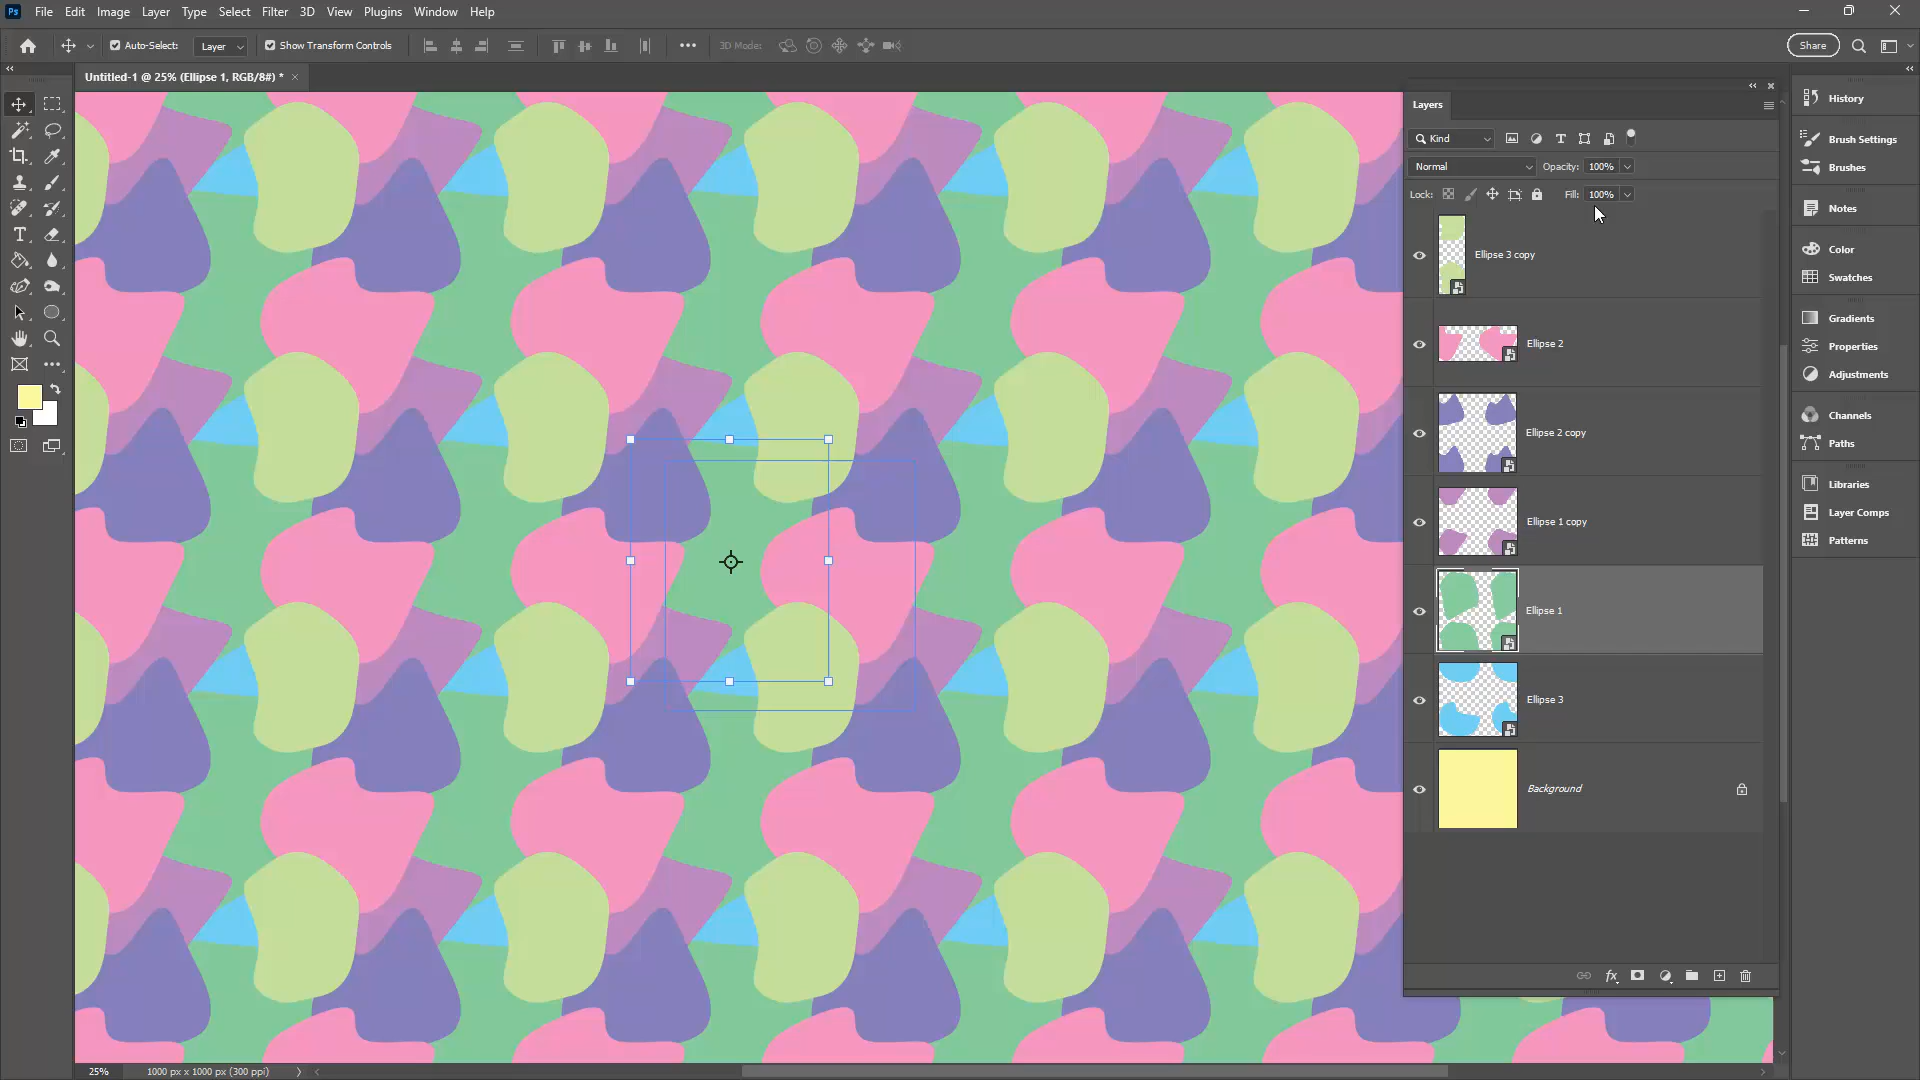 Ps File Edit Image Layer Type Select Filter 3D View Plugins Window Help
Auto-Select: Layer Show Transform Controls 3D Mode: Share
Untitled-1 @ 25% (Ellipse 1, RGB/8#) *
Layers
Kind
Normal Opacity: 100%
Lock: Fill: 100%
Ellipse 3 copy
Ellipse 2
Ellipse 2 copy
Ellipse 1 copy
Ellipse 1
Ellipse 3
Background
fx
History
Brush Settings
Brushes
Notes
Color
Swatches
Gradients
Properties
Adjustments
Channels
Paths
Libraries
Layer Comps
Patterns
25% 1000 px x 1000 px (300 ppi)